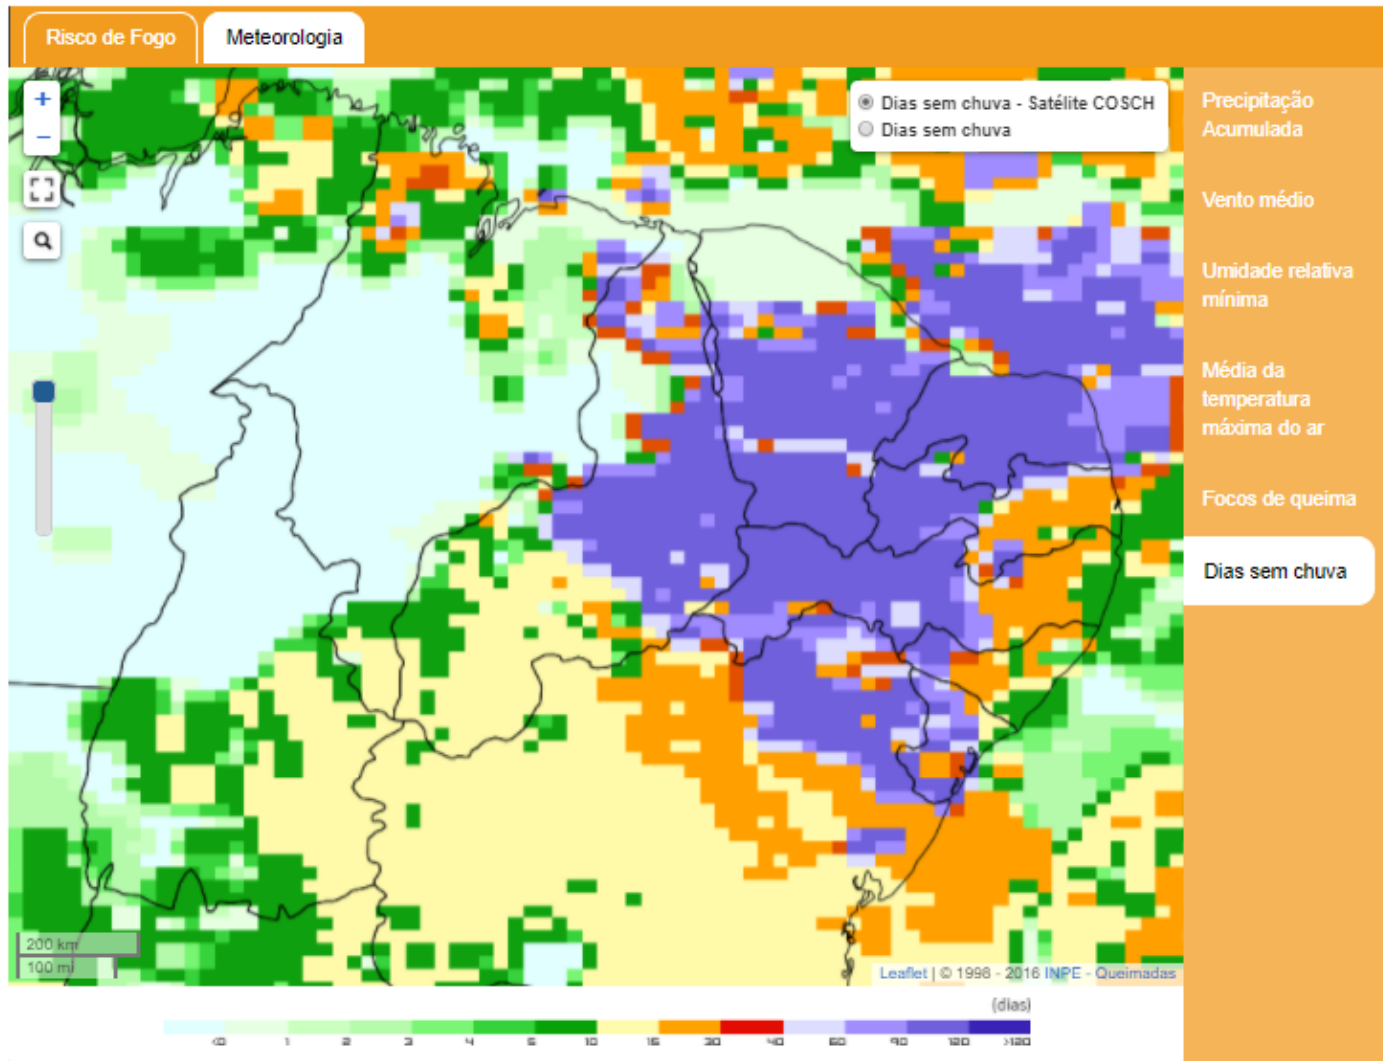 Risco de Fogo
Meteorologia
+
−
Dias sem chuva - Satélite COSCH
Dias sem chuva
Precipitação
Acumulada
Vento médio
Umidade relativa
mínima
Média da
temperatura
máxima do ar
Focos de queima
Dias sem chuva
200 km
100 mi
Leaflet | © 1998 - 2016 INPE - Queimadas
(dias)
<0 1 2 3 4 5 10 15 30 40 60 90 120 >120